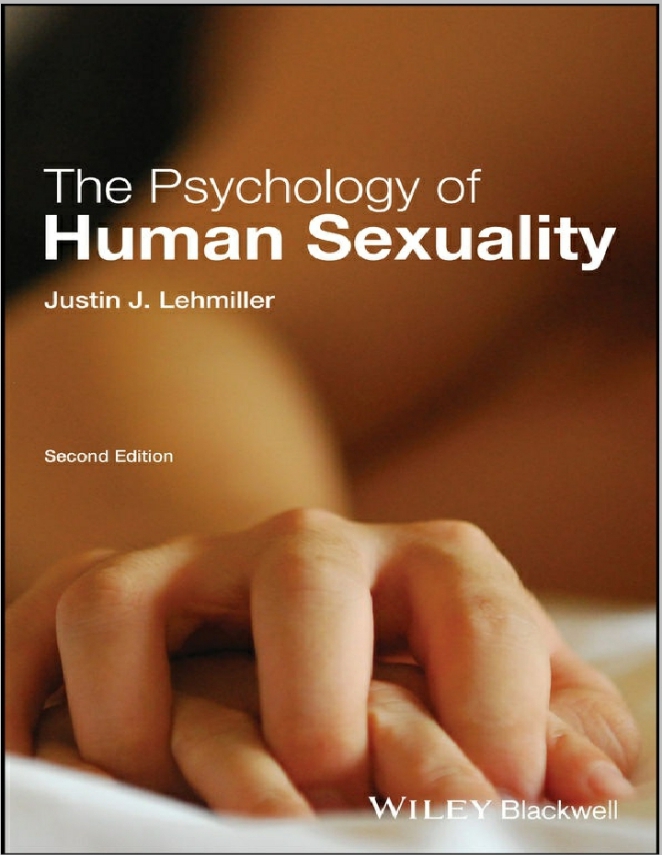 The Psychology of
Human Sexuality
Justin J. Lehmiller
Second Edition
WILEY Blackwell